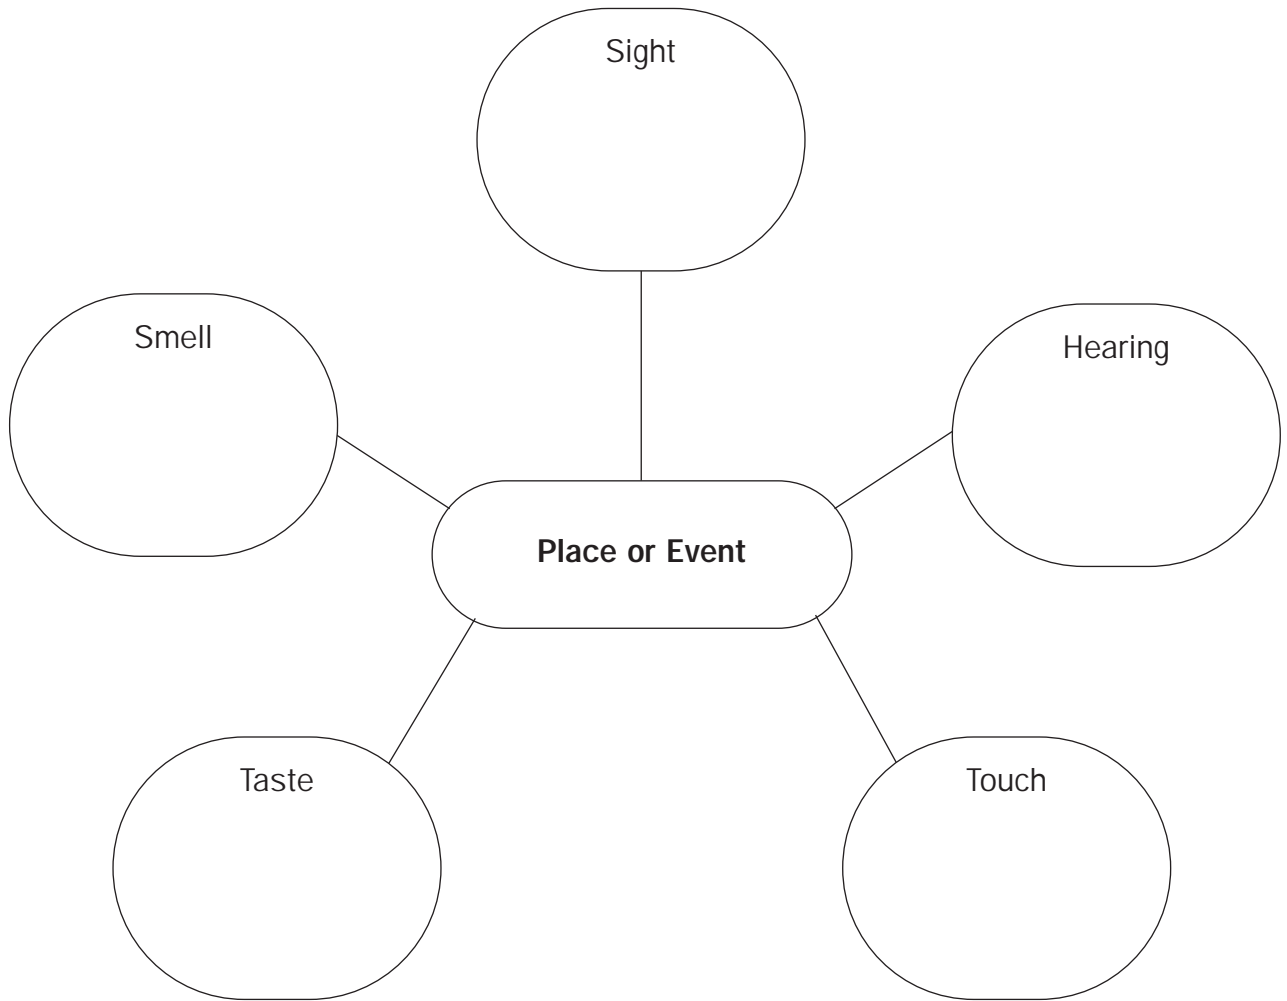 Sight
Smell
Hearing
Place or Event
Taste
Touch